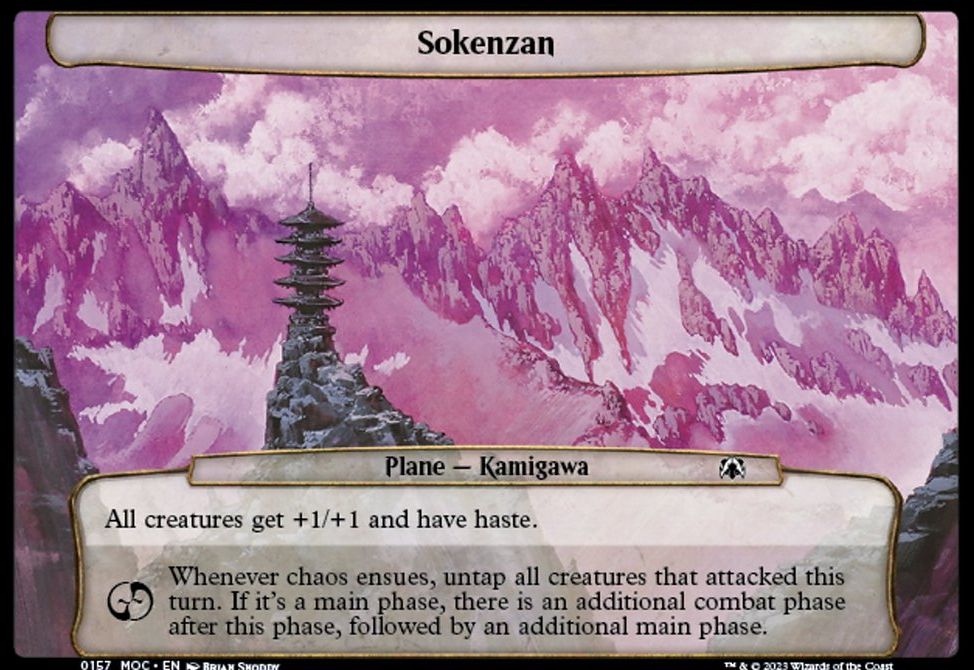 Sokenzan
Plane — Kamigawa
All creatures get +1/+1 and have haste.
Whenever chaos ensues, untap all creatures that attacked this
turn. If it's a main phase, there is an additional combat phase
after this phase, followed by an additional main phase.
0157 MOC • EN BRIAN SNODDY
™ & © 2023 Wizards of the Coast